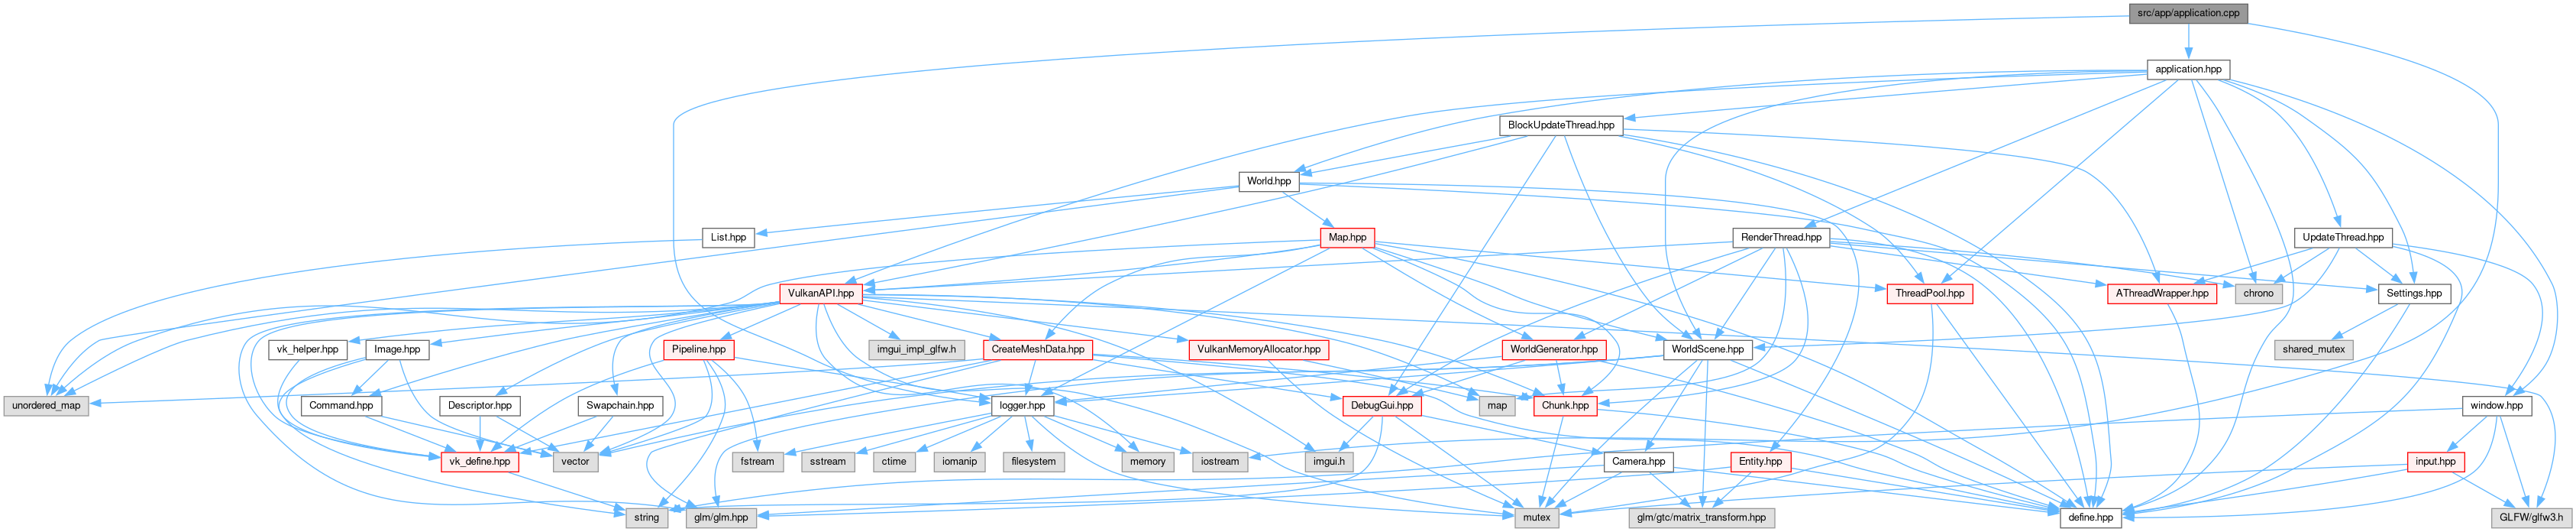 src/app/application.cpp
application.hpp
BlockUpdateThread.hpp
World.hpp
List.hpp
Map.hpp
RenderThread.hpp
UpdateThread.hpp
VulkanAPI.hpp
ThreadPool.hpp
AThreadWrapper.hpp
chrono
Settings.hpp
vk_helper.hpp
Image.hpp
Pipeline.hpp
imgui_impl_glfw.h
CreateMeshData.hpp
VulkanMemoryAllocator.hpp
WorldGenerator.hpp
WorldScene.hpp
shared_mutex
unordered_map
Command.hpp
Descriptor.hpp
Swapchain.hpp
logger.hpp
DebugGui.hpp
map
Chunk.hpp
window.hpp
vk_define.hpp
vector
fstream
sstream
ctime
iomanip
filesystem
memory
iostream
imgui.h
Camera.hpp
Entity.hpp
input.hpp
string
glm/glm.hpp
mutex
glm/gtc/matrix_transform.hpp
define.hpp
GLFW/glfw3.h